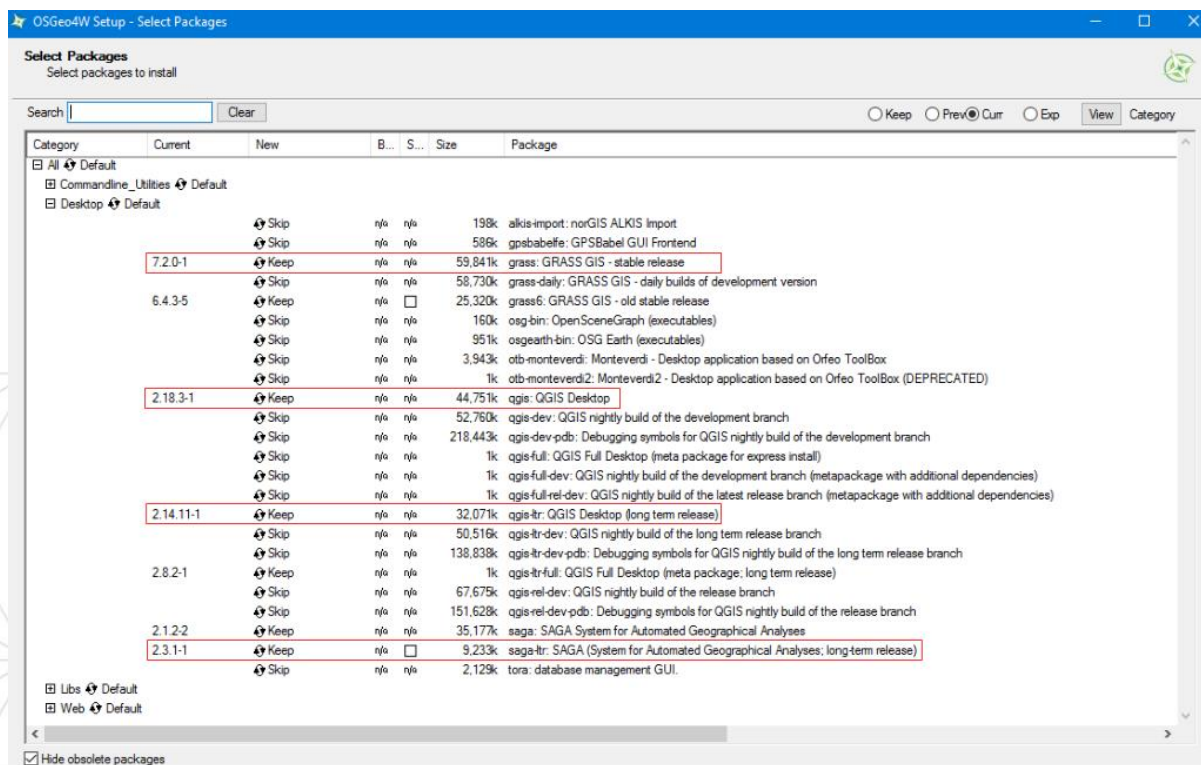 OSGeo4W Setup - Select Packages
Select Packages
Select packages to install
Search Clear Keep Prev Curr Exp View Category
Category Current New B... S... Size Package
All Default
Commandline_Utilities Default
Desktop Default
Skip n/a n/a 198k alkis-import: norGIS ALKIS Import
Skip n/a n/a 586k gpsbabelfe: GPSBabel GUI Frontend
7.2.0-1 Keep n/a n/a 59,841k grass: GRASS GIS - stable release
Skip n/a n/a 58,730k grass-daily: GRASS GIS - daily builds of development version
6.4.3-5 Keep n/a 25,320k grass6: GRASS GIS - old stable release
Skip n/a n/a 160k osg-bin: OpenSceneGraph (executables)
Skip n/a n/a 951k osgearth-bin: OSG Earth (executables)
Skip n/a n/a 3,943k otb-monteverdi: Monteverdi - Desktop application based on Orfeo ToolBox
Skip n/a n/a 1k otb-monteverdi2: Monteverdi2 - Desktop application based on Orfeo ToolBox (DEPRECATED)
2.18.3-1 Keep n/a n/a 44,751k qgis: QGIS Desktop
Skip n/a n/a 52,760k qgis-dev: QGIS nightly build of the development branch
Skip n/a n/a 218,443k qgis-dev-pdb: Debugging symbols for QGIS nightly build of the development branch
Skip n/a n/a 1k qgis-full: QGIS Full Desktop (meta package for express install)
Skip n/a n/a 1k qgis-full-dev: QGIS nightly build of the development branch (metapackage with additional dependencies)
Skip n/a n/a 1k qgis-full-rel-dev: QGIS nightly build of the latest release branch (metapackage with additional dependencies)
2.14.11-1 Keep n/a n/a 32,071k qgis-ltr: QGIS Desktop (long term release)
Skip n/a n/a 50,516k qgis-ltr-dev: QGIS nightly build of the long term release branch
Skip n/a n/a 138,838k qgis-ltr-dev-pdb: Debugging symbols for QGIS nightly build of the long term release branch
2.8.2-1 Keep n/a n/a 1k qgis-ltr-full: QGIS Full Desktop (meta package; long term release)
Skip n/a n/a 67,675k qgis-rel-dev: QGIS nightly build of the release branch
Skip n/a n/a 151,628k qgis-rel-dev-pdb: Debugging symbols for QGIS nightly build of the release branch
2.1.2-2 Keep n/a n/a 35,177k saga: SAGA System for Automated Geographical Analyses
2.3.1-1 Keep n/a 9,233k saga-ltr: SAGA (System for Automated Geographical Analyses; long-term release)
Skip n/a n/a 2,129k tora: database management GUI.
Libs Default
Web Default
Hide obsolete packages